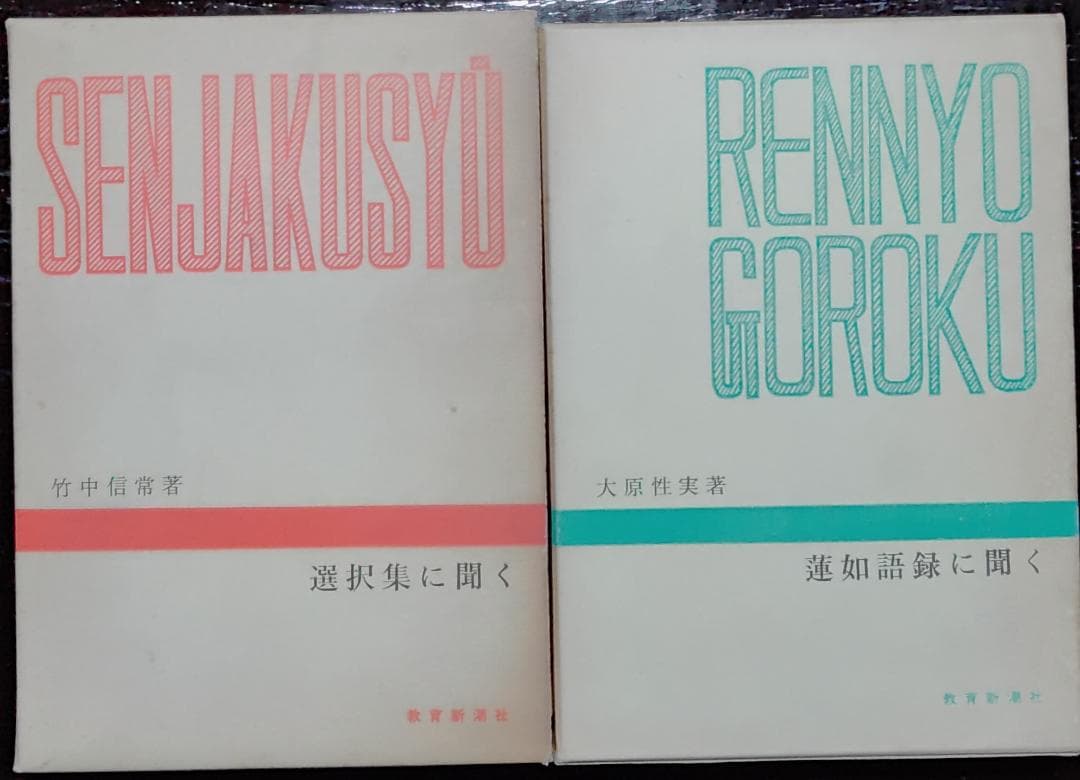 SENJAKUSYŪ
竹中信常著
選択集に聞く
教育新潮社
RENNYO
GOROKU
大原性実著
蓮如語録に聞く
教育新潮社